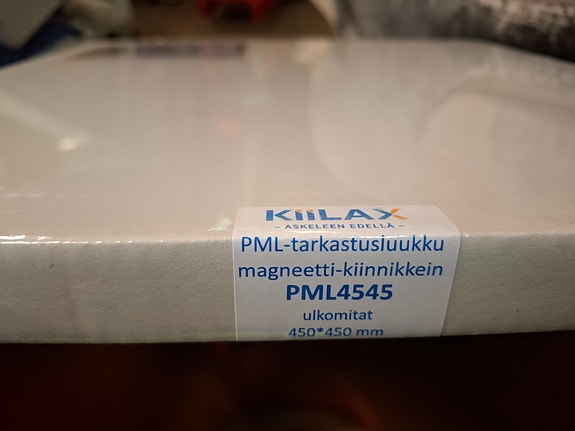 KiiLAX
- ASKELEEN EDELLÄ -
PML-tarkastusluukku
magneetti-kiinnikkein
PML4545
ulkomitat
450*450 mm